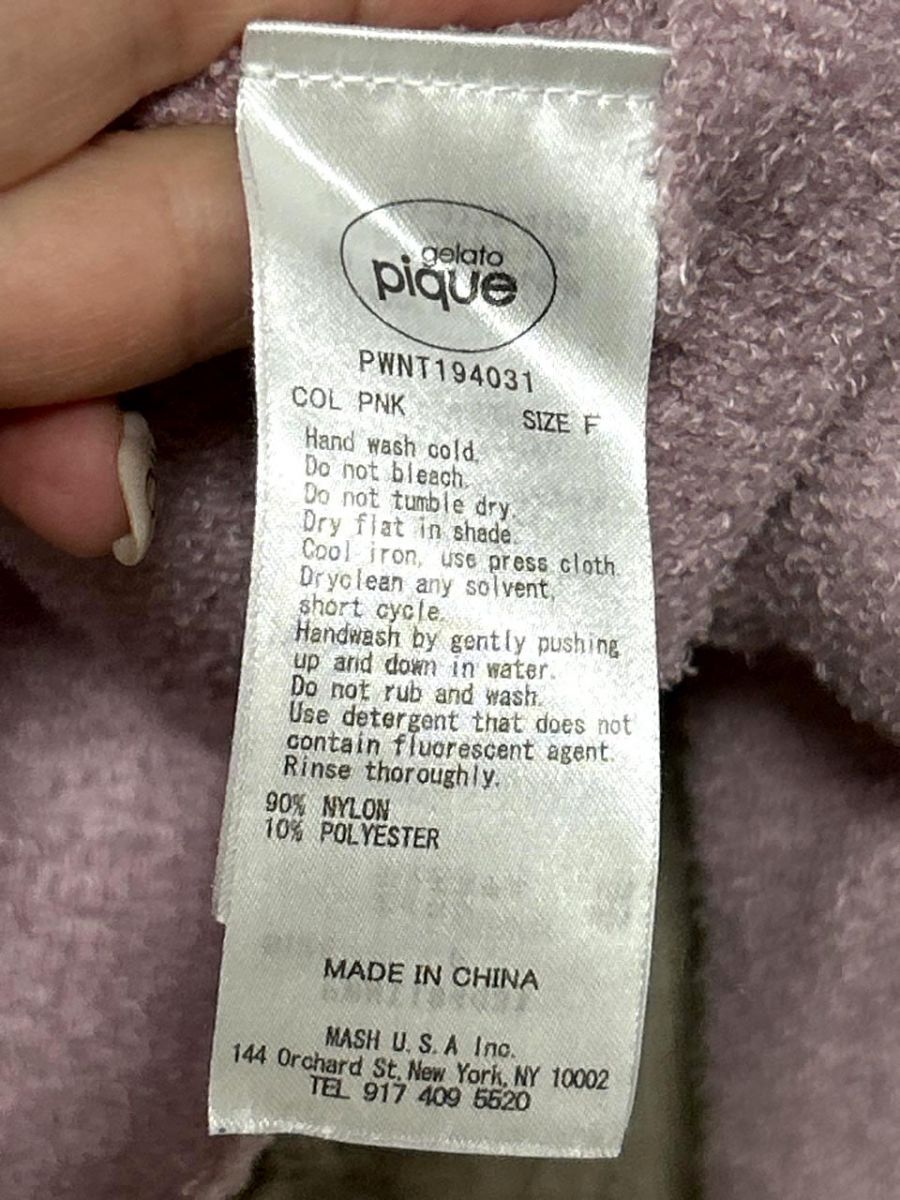 gelato
pique
PWNT194031
COL PNK SIZE F
Hand wash cold.
Do not bleach.
Do not tumble dry.
Dry flat in shade.
Cool iron, use press cloth.
Dryclean any solvent,
short cycle.
Handwash by gently pushing
up and down in water.
Do not rub and wash.
Use detergent that does not
contain fluorescent agent.
Rinse thoroughly.
90% NYLON
10% POLYESTER
MADE IN CHINA
MASH U.S.A Inc.
144 Orchard St, New York, NY 10002
TEL 917 409 5520